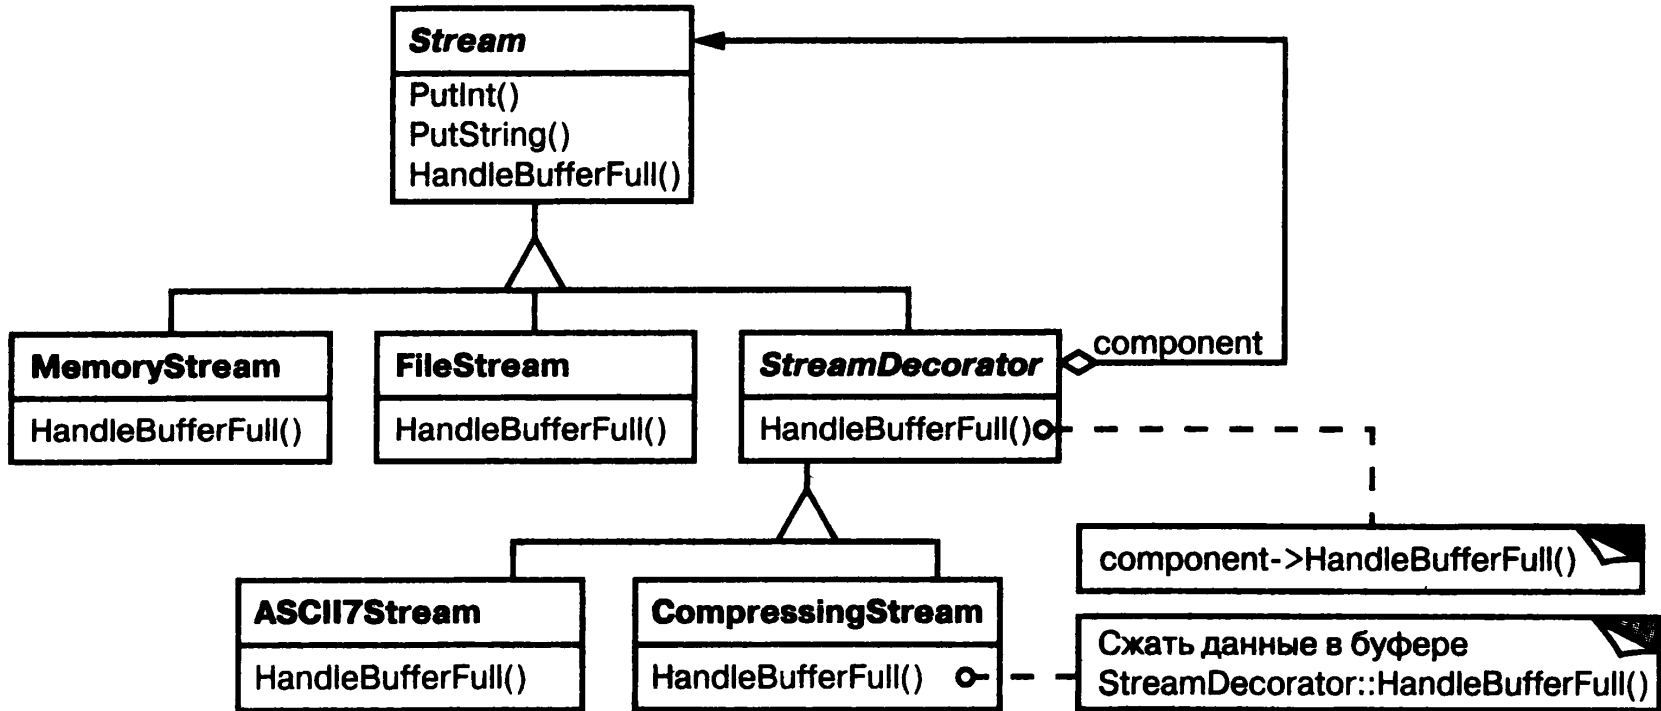 Stream
PutInt()
PutString()
HandleBufferFull()
MemoryStream
HandleBufferFull()
FileStream
HandleBufferFull()
StreamDecorator
HandleBufferFull()
component
component->HandleBufferFull()
ASCII7Stream
HandleBufferFull()
CompressingStream
HandleBufferFull()
Сжать данные в буфере
StreamDecorator::HandleBufferFull()